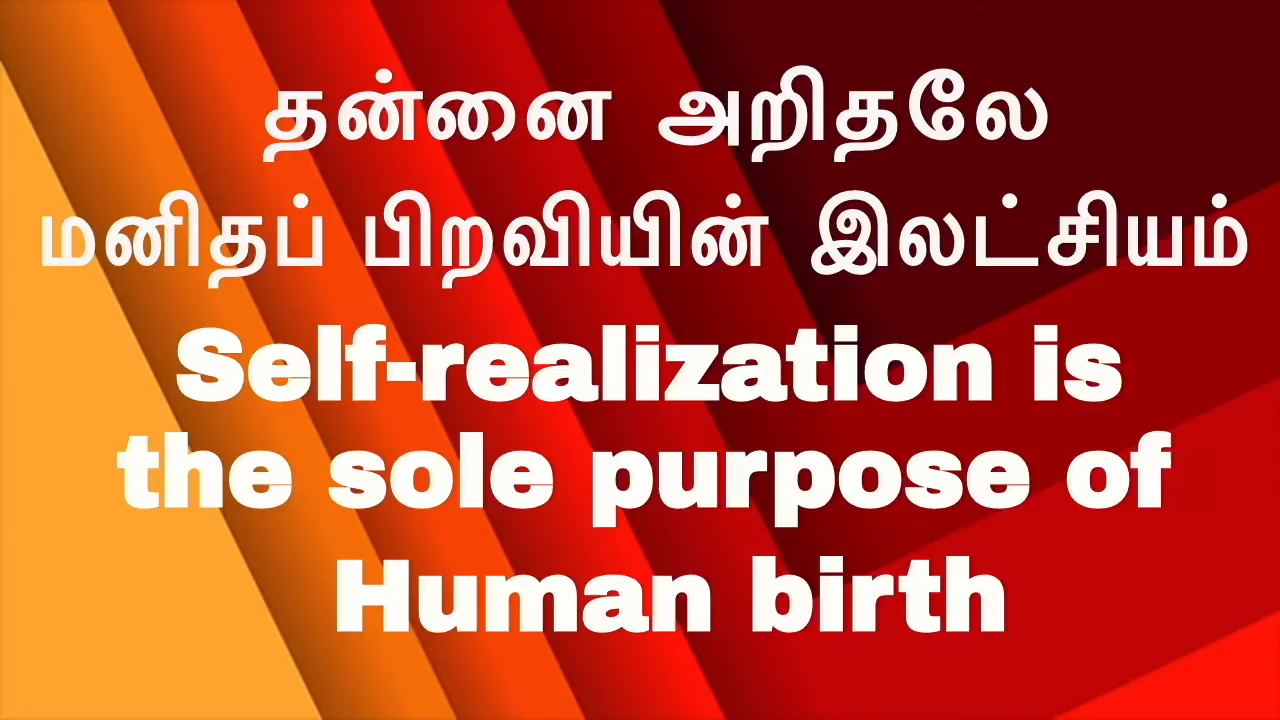 தன்னை அறிதலே
மனிதப் பிறவியின் இலட்சியம்
Self-realization is
the sole purpose of
Human birth